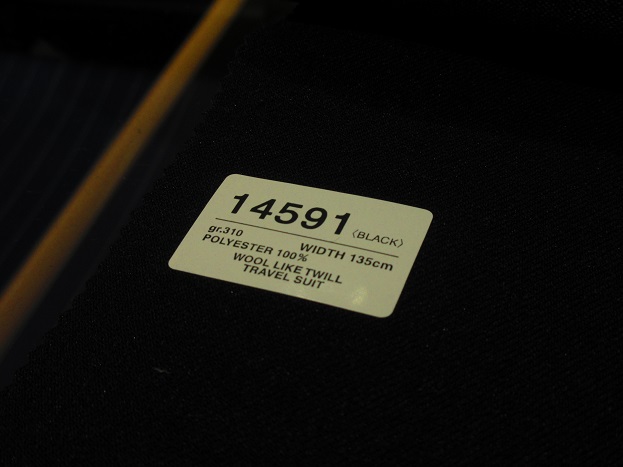 14591 〈BLACK〉
gr.310 WIDTH 135cm
POLYESTER 100%
WOOL LIKE TWILL
TRAVEL SUIT